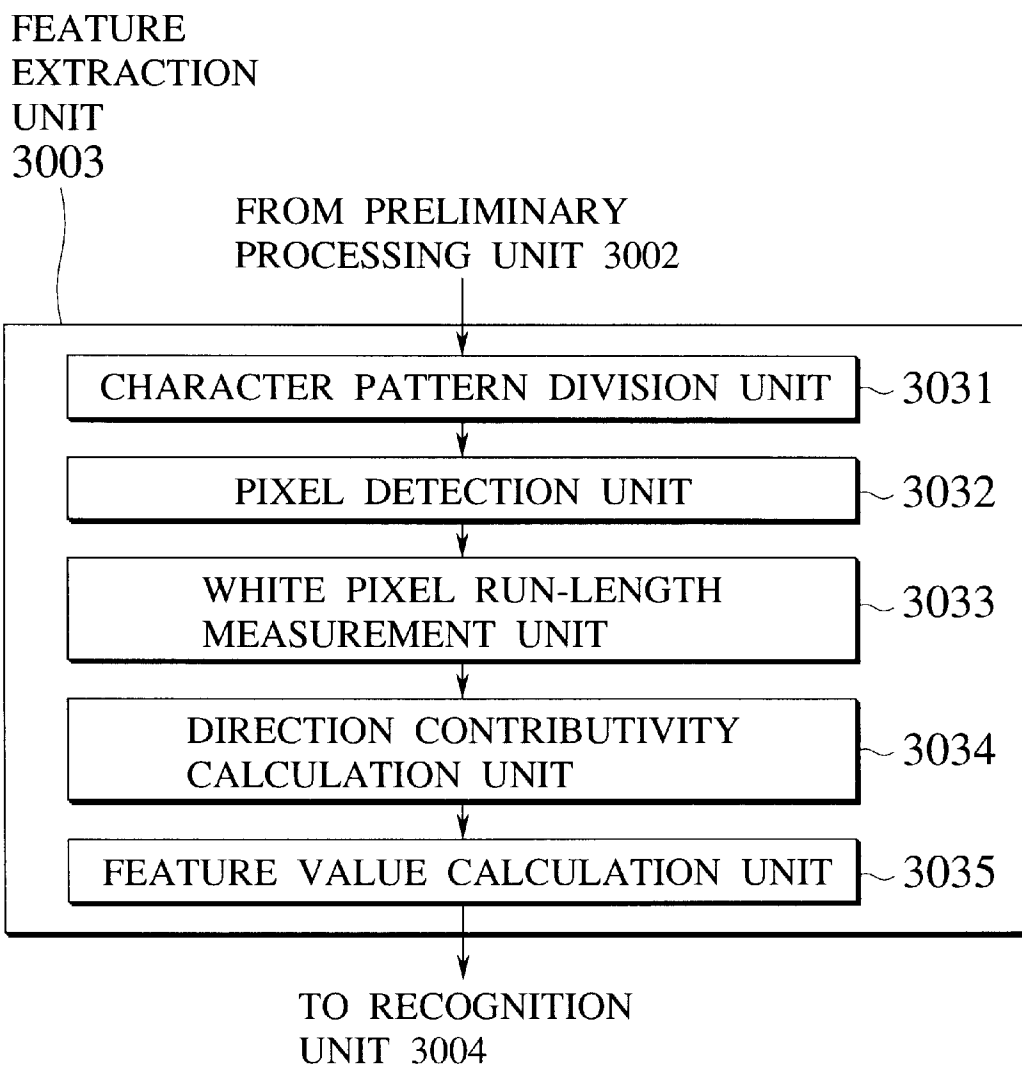 FEATURE
EXTRACTION
UNIT
3003
FROM PRELIMINARY
PROCESSING UNIT 3002
CHARACTER PATTERN DIVISION UNIT
3031
PIXEL DETECTION UNIT
3032
WHITE PIXEL RUN-LENGTH
MEASUREMENT UNIT
3033
DIRECTION CONTRIBUTIVITY
CALCULATION UNIT
3034
FEATURE VALUE CALCULATION UNIT
3035
TO RECOGNITION
UNIT 3004